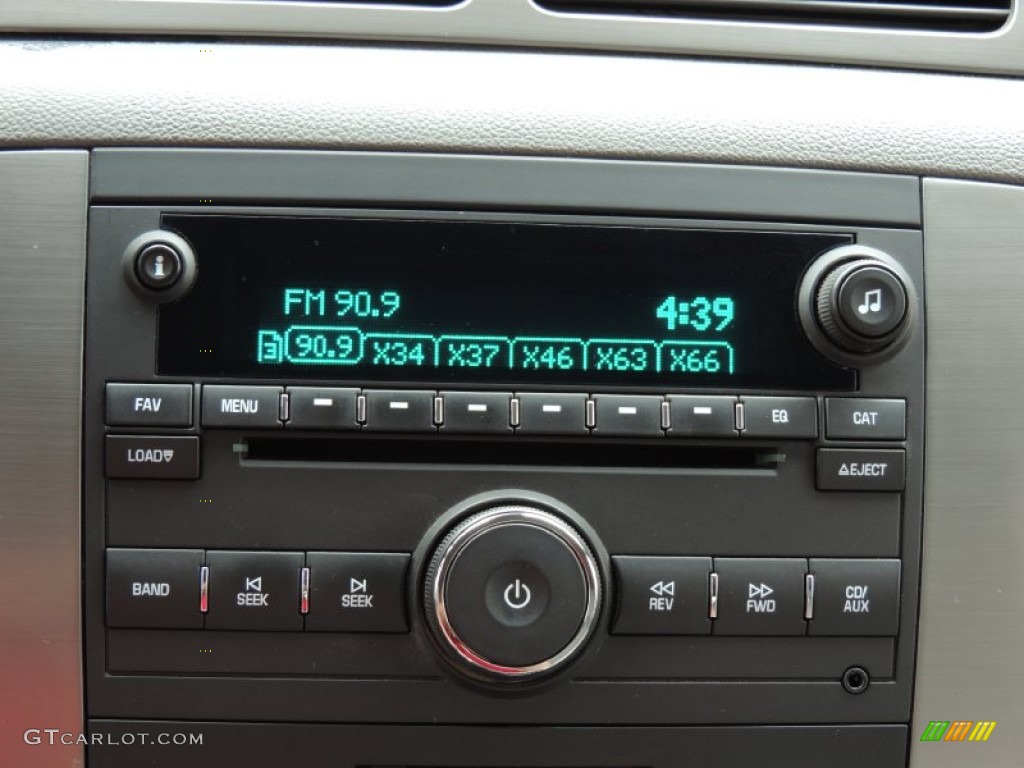 i
FM 90.9 4:39
3 90.9 X34 X37 X46 X63 X66
FAV MENU EQ CAT
LOAD EJECT
BAND SEEK SEEK REV FWD CD/
AUX
GTCARLOT.COM